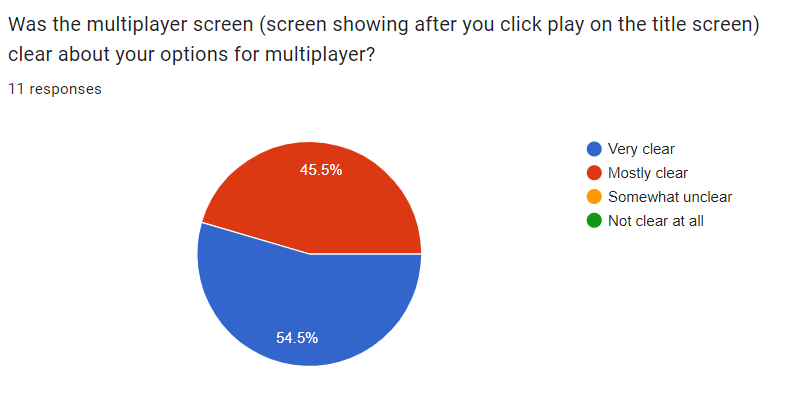 Was the multiplayer screen (screen showing after you click play on the title screen)
clear about your options for multiplayer?
11 responses
45.5%
54.5%
Very clear
Mostly clear
Somewhat unclear
Not clear at all